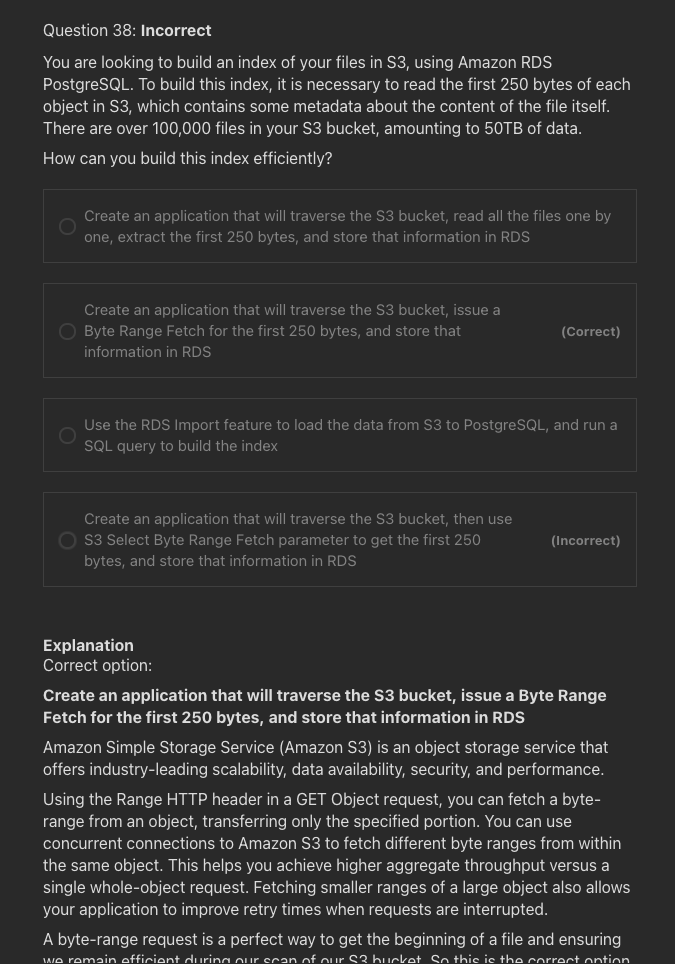 Question 38: Incorrect
You are looking to build an index of your files in S3, using Amazon RDS
PostgreSQL. To build this index, it is necessary to read the first 250 bytes of each
object in S3, which contains some metadata about the content of the file itself.
There are over 100,000 files in your S3 bucket, amounting to 50TB of data.
How can you build this index efficiently?
Create an application that will traverse the S3 bucket, read all the files one by
one, extract the first 250 bytes, and store that information in RDS
Create an application that will traverse the S3 bucket, issue a
Byte Range Fetch for the first 250 bytes, and store that
information in RDS
(Correct)
Use the RDS Import feature to load the data from S3 to PostgreSQL, and run a
SQL query to build the index
Create an application that will traverse the S3 bucket, then use
S3 Select Byte Range Fetch parameter to get the first 250
bytes, and store that information in RDS
(Incorrect)
Explanation
Correct option:
Create an application that will traverse the S3 bucket, issue a Byte Range
Fetch for the first 250 bytes, and store that information in RDS
Amazon Simple Storage Service (Amazon S3) is an object storage service that
offers industry-leading scalability, data availability, security, and performance.
Using the Range HTTP header in a GET Object request, you can fetch a byte-
range from an object, transferring only the specified portion. You can use
concurrent connections to Amazon S3 to fetch different byte ranges from within
the same object. This helps you achieve higher aggregate throughput versus a
single whole-object request. Fetching smaller ranges of a large object also allows
your application to improve retry times when requests are interrupted.
A byte-range request is a perfect way to get the beginning of a file and ensuring
we remain efficient during our scan of our S3 bucket. So this is the correct option